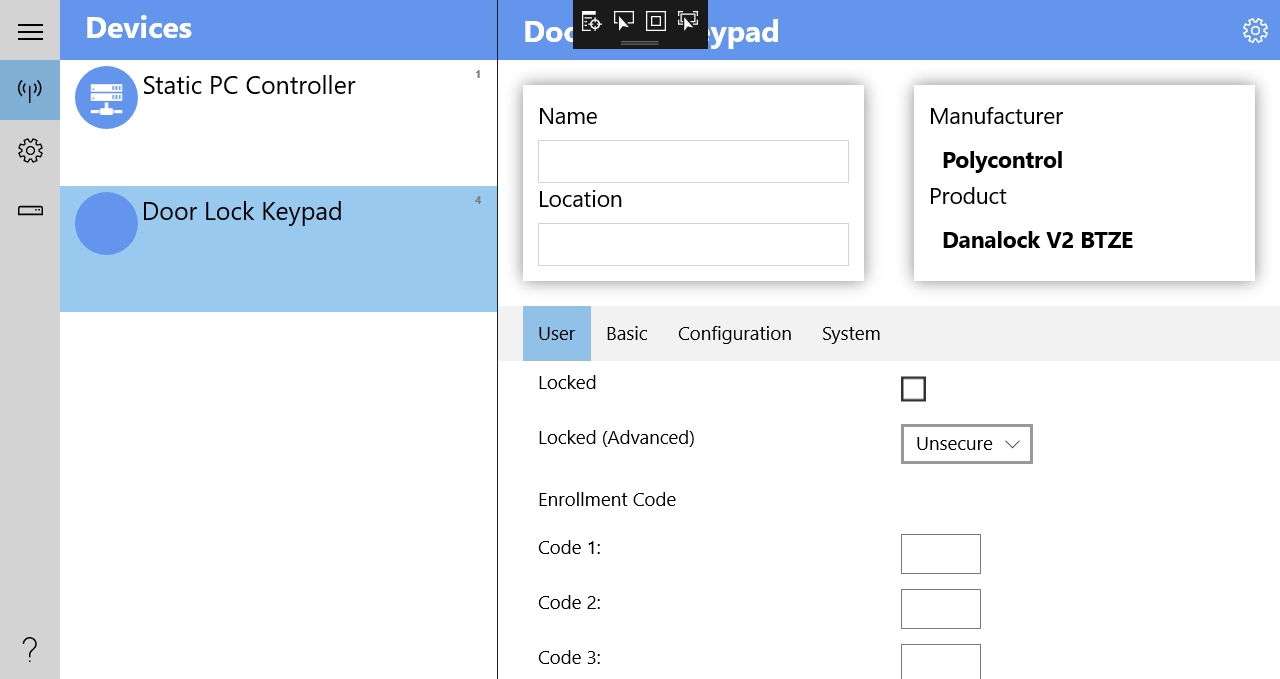 Devices
Static PC Controller
1
Door Lock Keypad
4
Doo
eypad
Name
Location
Manufacturer
Polycontrol
Product
Danalock V2 BTZE
User Basic Configuration System
Locked
Locked (Advanced) Unsecure
Enrollment Code
Code 1:
Code 2:
Code 3: